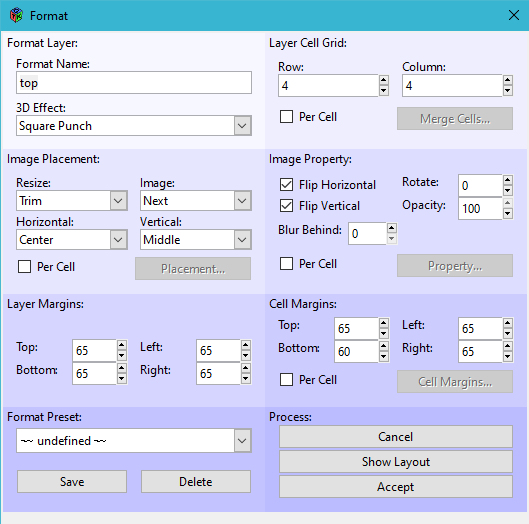 Format
Format Layer:
Format Name:
top
3D Effect:
Square Punch
Layer Cell Grid:
Row: Column:
4 4
Per Cell Merge Cells...
Image Placement:
Resize: Image:
Trim Next
Horizontal: Vertical:
Center Middle
Per Cell Placement...
Image Property:
Flip Horizontal Rotate: 0
Flip Vertical Opacity: 100
Blur Behind: 0
Per Cell Property...
Layer Margins:
Top: 65 Left: 65
Bottom: 65 Right: 65
Cell Margins:
Top: 65 Left: 65
Bottom: 60 Right: 65
Per Cell Cell Margins...
Format Preset:
~~ undefined ~~
Save Delete
Process:
Cancel
Show Layout
Accept